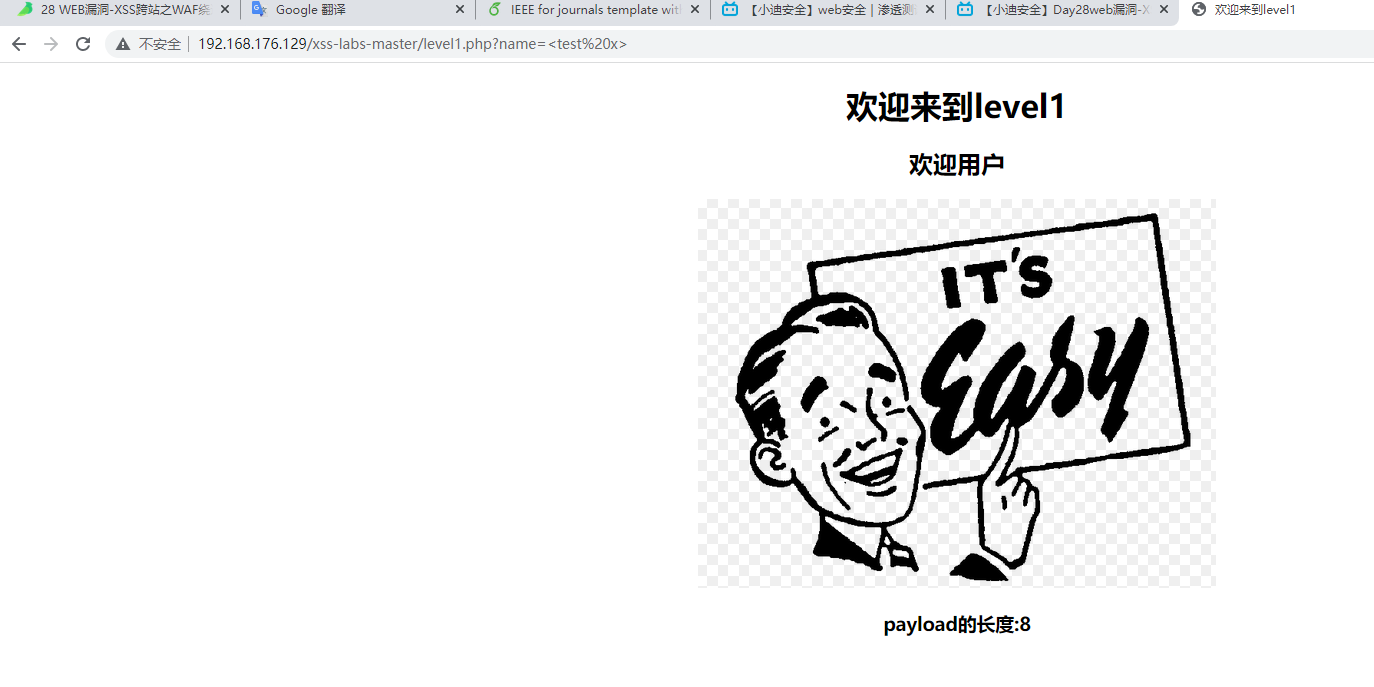 28 WEB漏洞-XSS跨站之WAF绕
Google 翻译
IEEE for journals template with
【小迪安全】web安全 | 渗透测
【小迪安全】Day28web漏洞-X
欢迎来到level1
不安全
192.168.176.129/xss-labs-master/level1.php?name=<test%20x>
欢迎来到level1
欢迎用户
IT'S
Easy
payload的长度:8